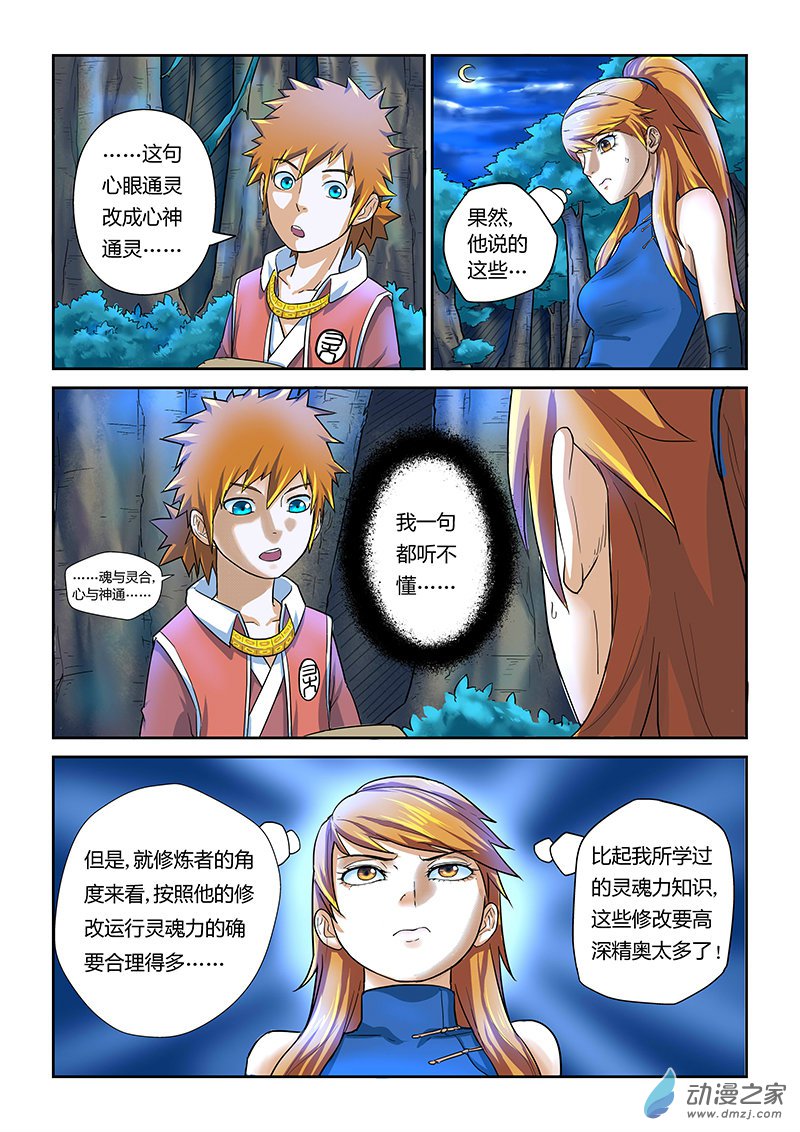 ……这句
心眼通灵
改成心神
通灵……
果然，
他说的
这些…
我一句
都听不
懂……
……魂与灵合，
心与神通……
但是，就修炼者的角
度来看，按照他的修
改运行灵魂力的确
要合理得多……
比起我所学过
的灵魂力知识，
这些修改要高
深精奥太多了！
动漫之家
www.dmzj.com